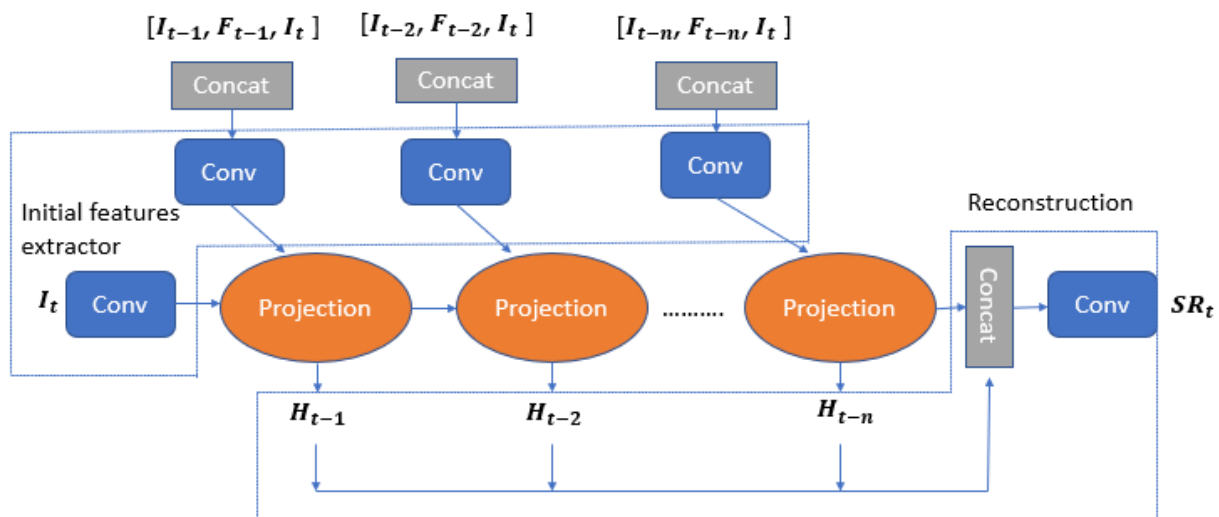 [I_{t-1}, F_{t-1}, I_t ]
[I_{t-2}, F_{t-2}, I_t ]
[I_{t-n}, F_{t-n}, I_t ]
Concat
Concat
Concat
Conv
Conv
Conv
Initial features
extractor
Reconstruction
I_t
Conv
Projection
Projection
..........
Projection
Concat
Conv
SR_t
H_{t-1}
H_{t-2}
H_{t-n}